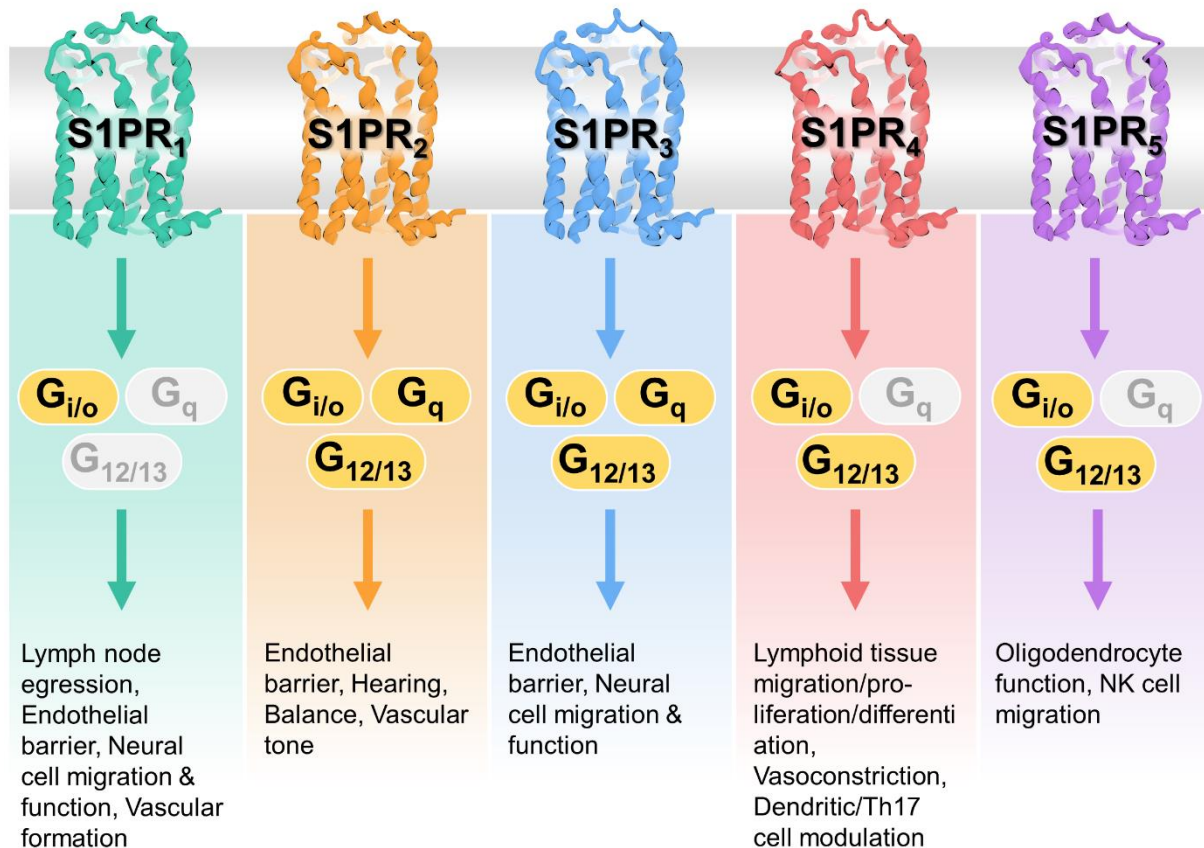 S1PR1
S1PR2
S1PR3
S1PR4
S1PR5
Gi/o
Gq
G12/13
Gi/o
Gq
G12/13
Gi/o
Gq
G12/13
Gi/o
Gq
G12/13
Gi/o
Gq
G12/13
Lymph node
egression,
Endothelial
barrier, Neural
cell migration &
function, Vascular
formation
Endothelial
barrier, Hearing,
Balance, Vascular
tone
Endothelial
barrier, Neural
cell migration &
function
Lymphoid tissue
migration/pro-
liferation/differenti
ation,
Vasoconstriction,
Dendritic/Th17
cell modulation
Oligodendrocyte
function, NK cell
migration